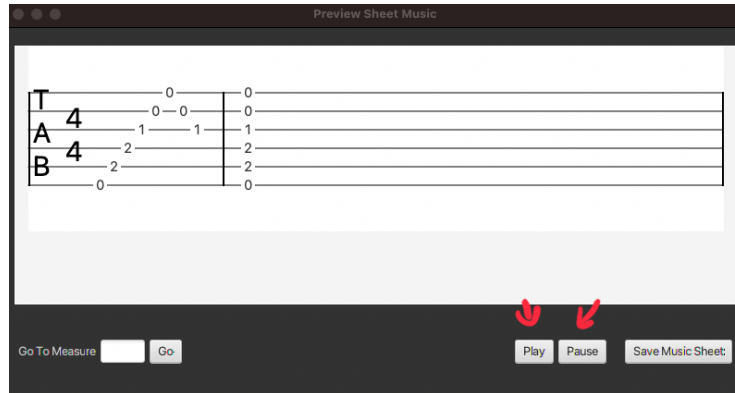 Preview Sheet Music
T
A
B
4
4
0 0
0 0 0
1 1 1
2 2
2 2
0 0
Go To Measure Go
Play Pause Save Music Sheet